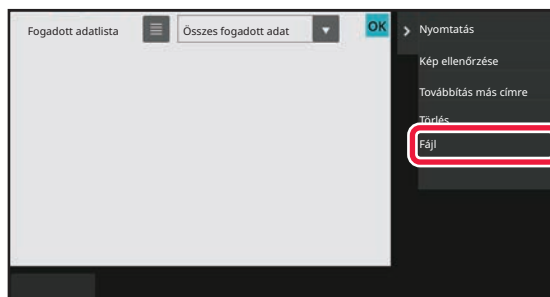 Fogadott adatlista
Összes fogadott adat
OK
Nyomtatás
Kép ellenőrzése
Továbbítás más címre
Törlés
Fájl